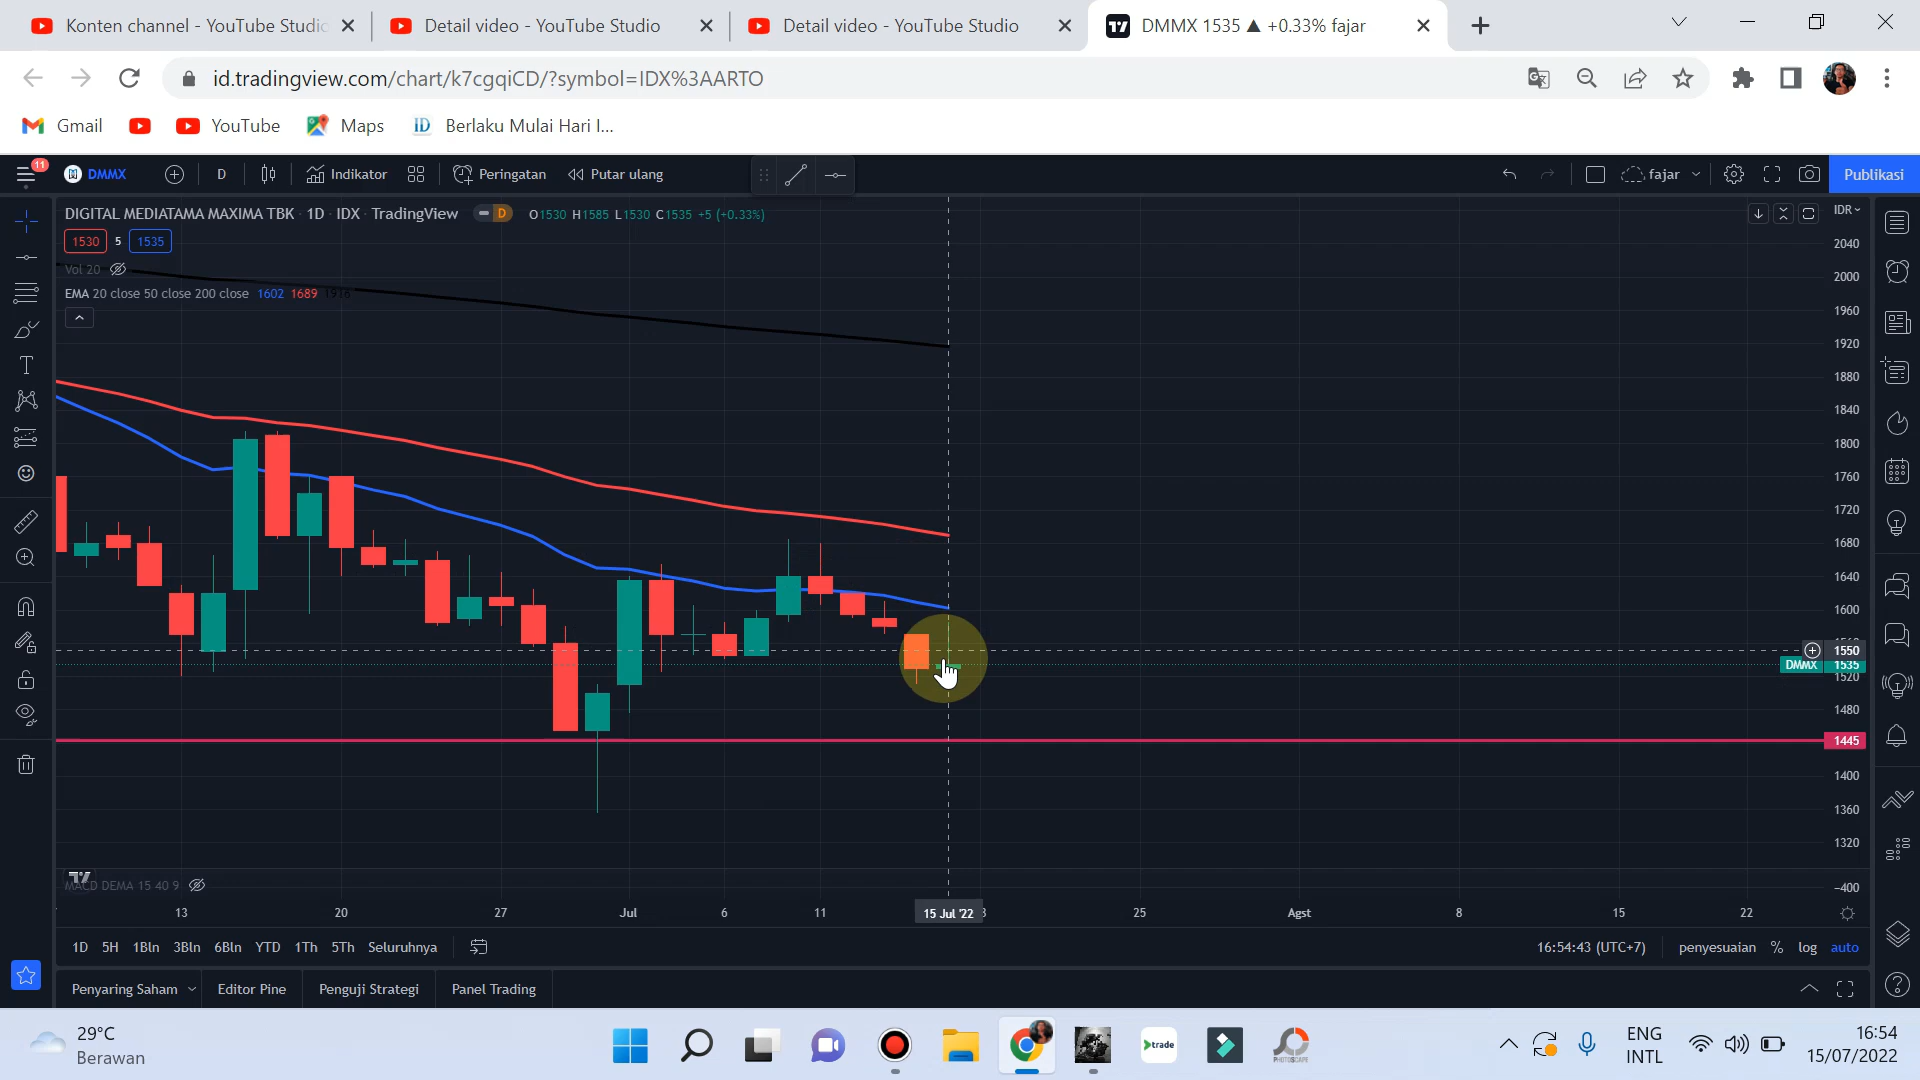 Konten channel - YouTube Studio
Detail video - YouTube Studio
Detail video - YouTube Studio
DMMX 1535 ▲ +0.33% fajar
id.tradingview.com/chart/k7cgqiCD/?symbol=IDX%3AARTO
Gmail
YouTube
Maps
Berlaku Mulai Hari I...
11
DMMX
D
Indikator
Peringatan
Putar ulang
fajar
Publikasi
DIGITAL MEDIATAMA MAXIMA TBK · 1D · IDX · TradingView
D
O1530 H1585 L1530 C1535 +5 (+0.33%)
IDR
1530 5 1535
Vol 20
EMA 20 close 50 close 200 close 1602 1689 1916
2040
2000
1960
1920
1880
1840
1800
1760
1720
1680
1640
1600
1550
DMMX 1535
1520
1480
1445
1400
1360
1320
−400
MACD DEMA 15 40 9
13 20 27 Jul 6 11 15 Jul '22 25 Agst 8 15 22
1D 5H 1Bln 3Bln 6Bln YTD 1Th 5Th Seluruhnya
16:54:43 (UTC+7) penyesuaian % log auto
Penyaring Saham Editor Pine Penguji Strategi Panel Trading
29°C
Berawan
trade
PHOTOSCAPE
ENG
INTL
16:54
15/07/2022